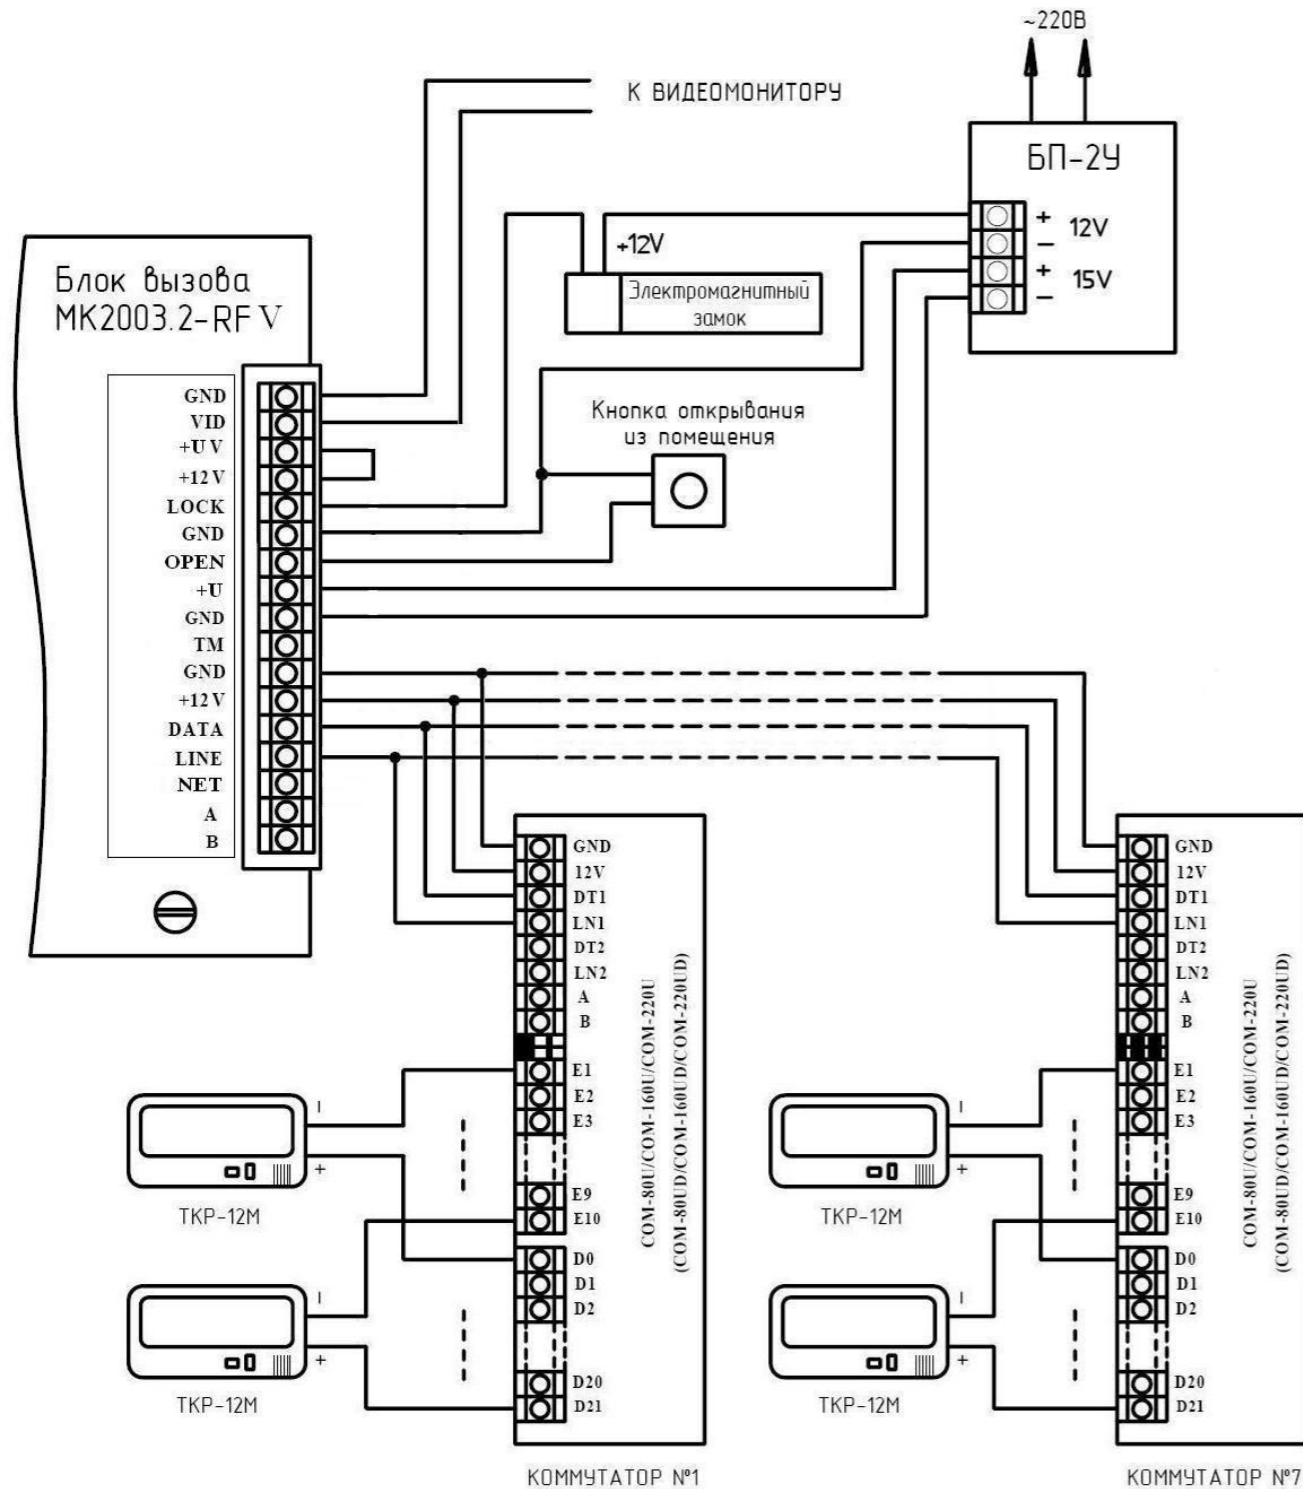 ~220В
К ВИДЕОМОНИТОРУ
БП-2У
+
12V
−
+
15V
−
+12V
Электромагнитный
замок
Блок вызова
МК2003.2-RF V
GND
VID
+U V
+12V
LOCK
GND
OPEN
+U
GND
TM
GND
+12V
DATA
LINE
NET
A
B
Кнопка открывания
из помещения
GND
12V
DT1
LN1
DT2
LN2
A
B
E1
E2
E3
E9
E10
D0
D1
D2
D20
D21
COM-80U/COM-160U/COM-220U
(COM-80UD/COM-160UD/COM-220UD)
КОММУТАТОР №1
−
+
ТКР-12М
−
+
ТКР-12М
GND
12V
DT1
LN1
DT2
LN2
A
B
E1
E2
E3
E9
E10
D0
D1
D2
D20
D21
COM-80U/COM-160U/COM-220U
(COM-80UD/COM-160UD/COM-220UD)
КОММУТАТОР №7
−
+
ТКР-12М
−
+
ТКР-12М